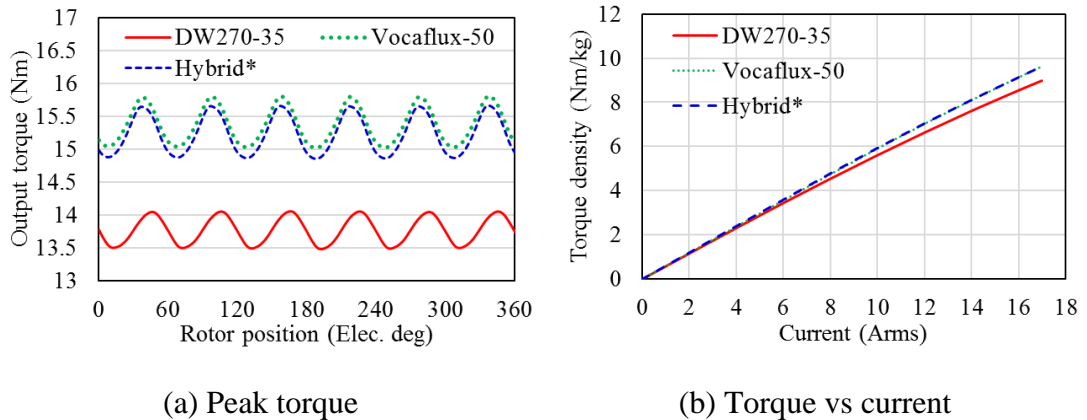 17
16.5
16
15.5
15
14.5
14
13.5
13
Output torque (Nm)
DW270-35
Vocaflux-50
Hybrid*
0 60 120 180 240 300 360
Rotor position (Elec. deg)
12
10
8
6
4
2
0
Torque density (Nm/kg)
DW270-35
Vocaflux-50
Hybrid*
0 2 4 6 8 10 12 14 16 18
Current (Arms)
(a) Peak torque
(b) Torque vs current